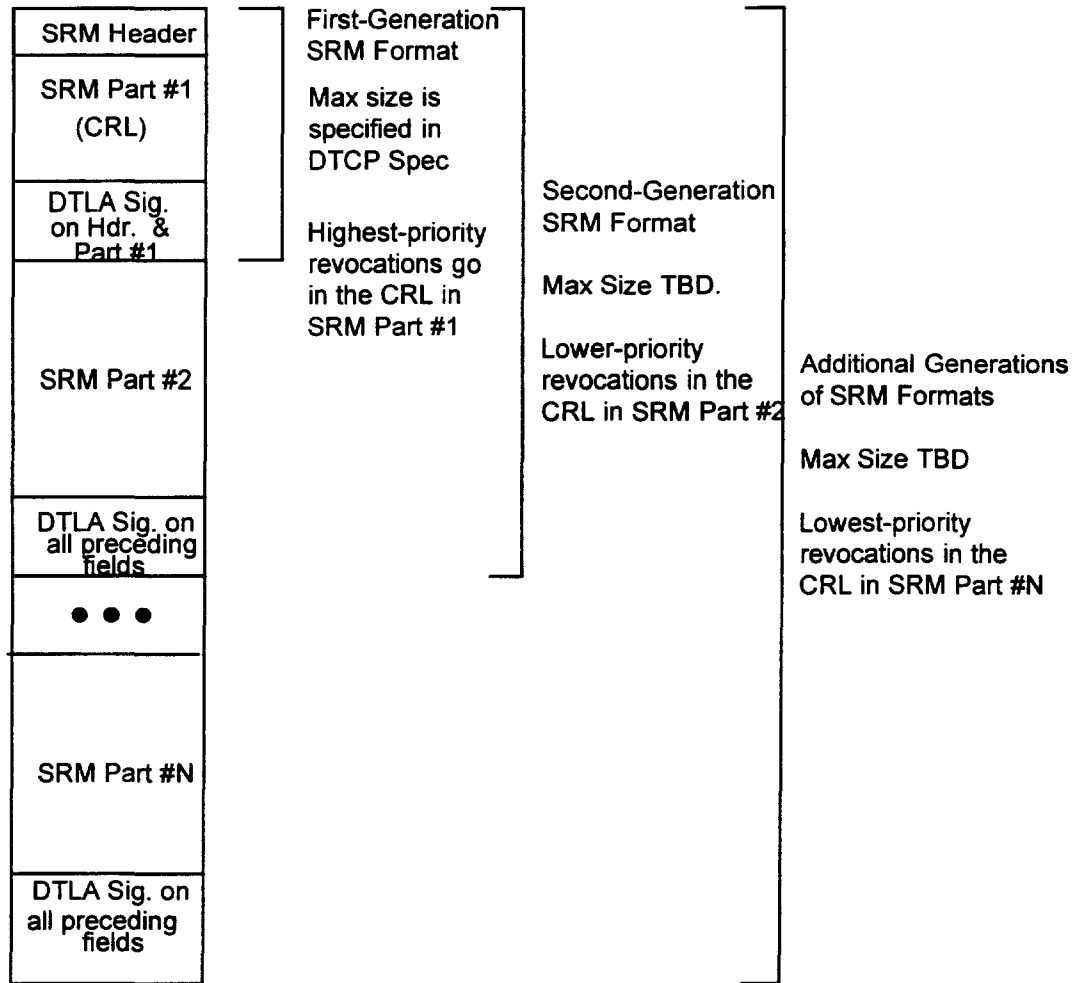 SRM Header
SRM Part #1
(CRL)
DTLA Sig.
on Hdr. &
Part #1
SRM Part #2
DTLA Sig. on
all preceding
fields
● ● ●
SRM Part #N
DTLA Sig. on
all preceding
fields
First-Generation
SRM Format
Max size is
specified in
DTCP Spec
Highest-priority
revocations go
in the CRL in
SRM Part #1
Second-Generation
SRM Format
Max Size TBD.
Lower-priority
revocations in the
CRL in SRM Part #2
Additional Generations
of SRM Formats
Max Size TBD
Lowest-priority
revocations in the
CRL in SRM Part #N